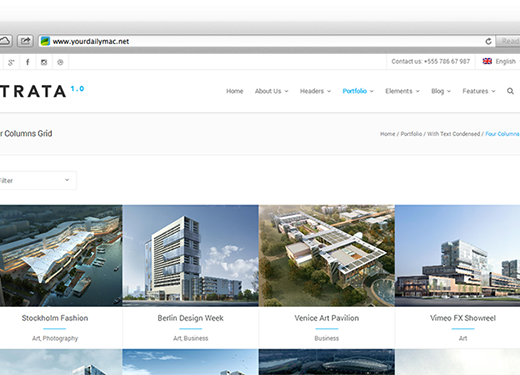 www.yourdailymac.net
Read
Contact us: +555 786 67 987
English
TRATA 1.0
Home
About Us
Headers
Portfolio
Elements
Blog
Features
r Columns Grid
Home / Portfolio / With Text Condensed / Four Columns
Filter
Stockholm Fashion
Art, Photography
Berlin Design Week
Art, Business
Venice Art Pavilion
Business
Vimeo FX Showreel
Art